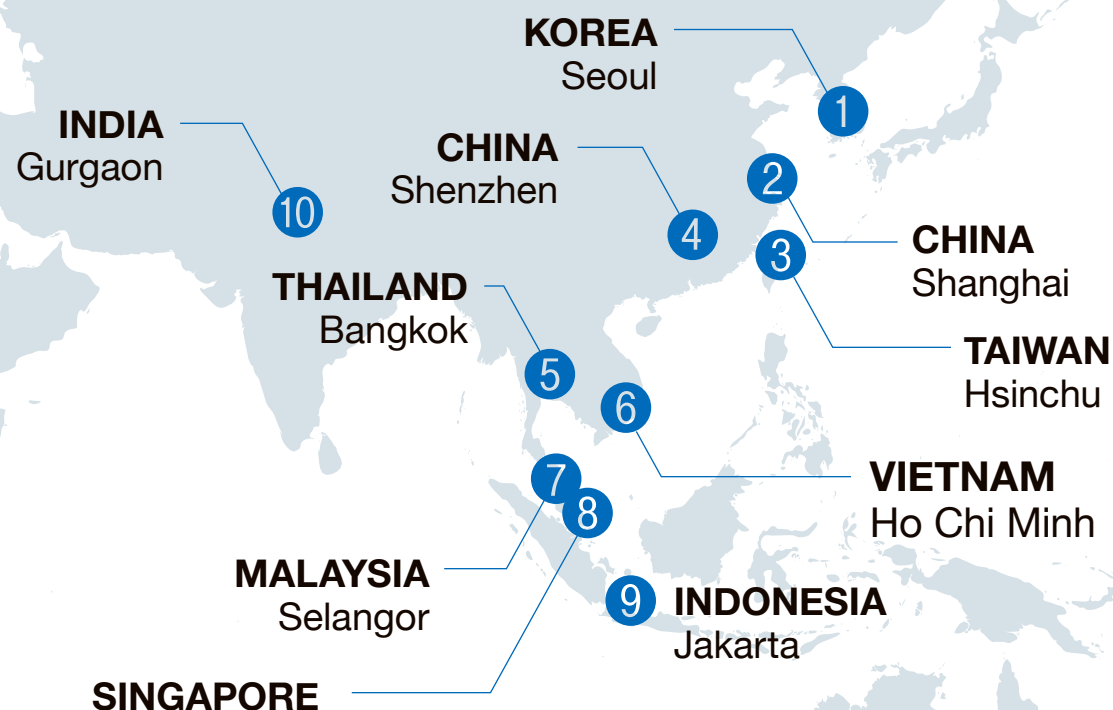 KOREA
Seoul
1
INDIA
Gurgaon
10
CHINA
Shenzhen
4
2
CHINA
Shanghai
3
TAIWAN
Hsinchu
THAILAND
Bangkok
5
6
VIETNAM
Ho Chi Minh
7
MALAYSIA
Selangor
8
SINGAPORE
9
INDONESIA
Jakarta